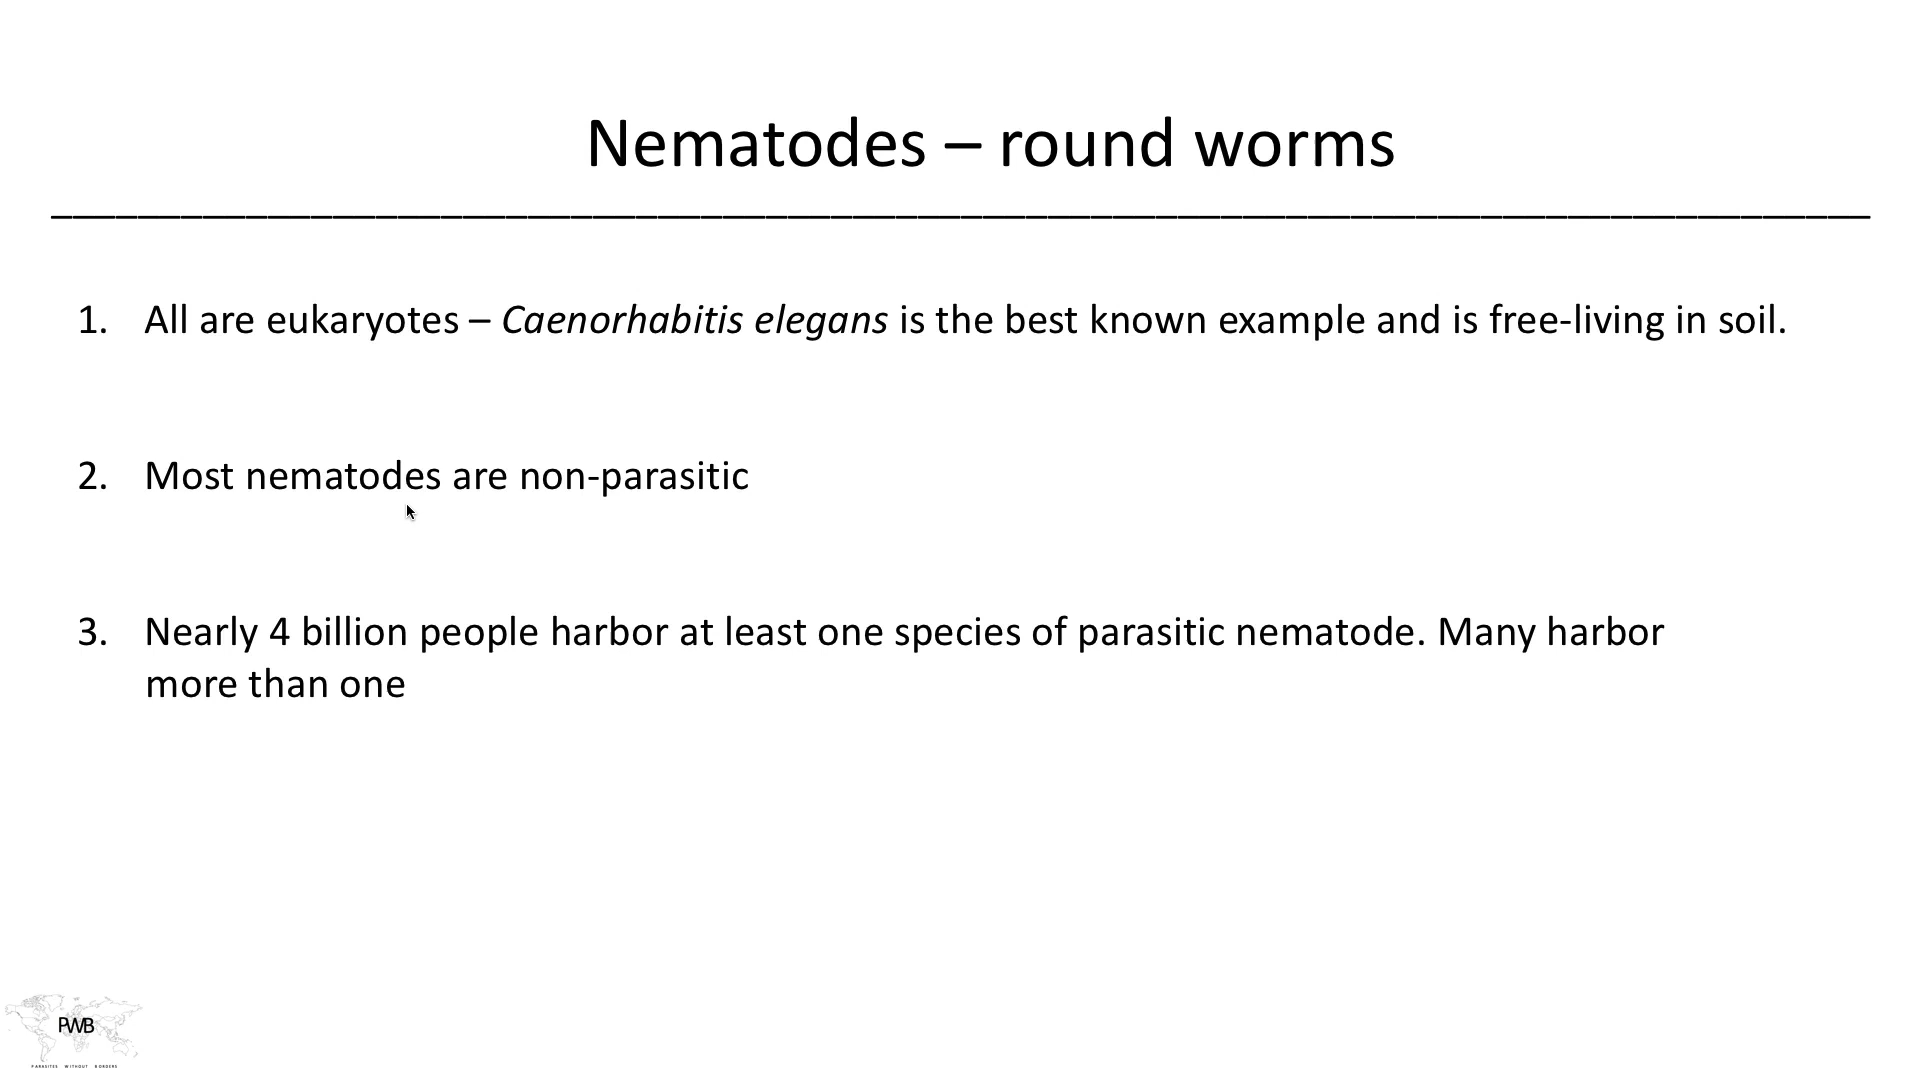 Nematodes – round worms
1. All are eukaryotes – Caenorhabitis elegans is the best known example and is free-living in soil.
2. Most nematodes are non-parasitic
3. Nearly 4 billion people harbor at least one species of parasitic nematode. Many harbor
more than one
PWB
PARASITES WITHOUT BORDERS